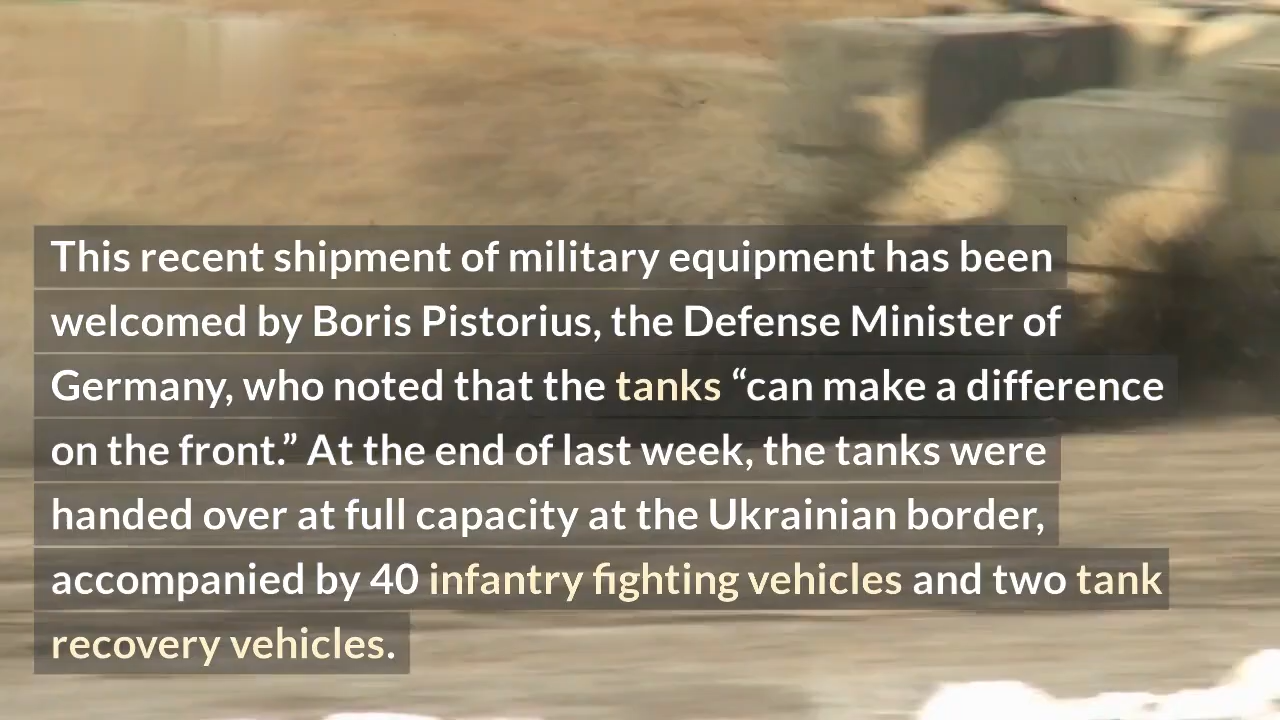 This recent shipment of military equipment has been
welcomed by Boris Pistorius, the Defense Minister of
Germany, who noted that the tanks “can make a difference
on the front.” At the end of last week, the tanks were
handed over at full capacity at the Ukrainian border,
accompanied by 40 infantry fighting vehicles and two tank
recovery vehicles.